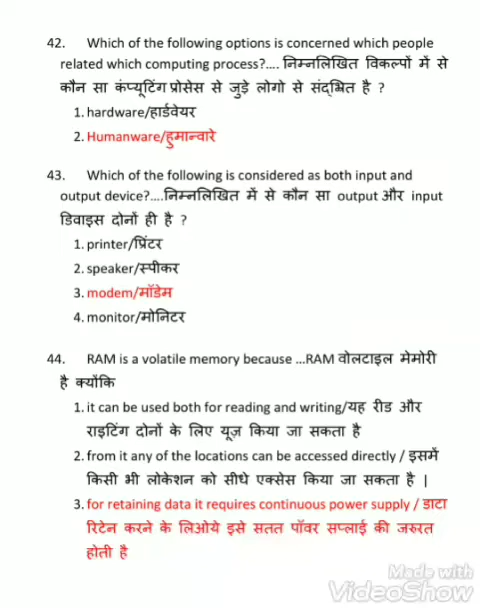 42. Which of the following options is concerned which people
related which computing process?.... निम्नलिखित विकल्पों में से
कौन सा कंप्यूटिंग प्रोसेस से जुड़े लोगो से संद्भित है ?
1. hardware/हार्डवेयर
2. Humanware/हुमान्वारे
43. Which of the following is considered as both input and
output device?....निम्नलिखित में से कौन सा output और input
डिवाइस दोनों ही है ?
1. printer/प्रिंटर
2. speaker/स्पीकर
3. modem/मॉडेम
4. monitor/मोनिटर
44. RAM is a volatile memory because ...RAM वोलटाइल मेमोरी
है क्योंकि
1. it can be used both for reading and writing/यह रीड और
राइटिंग दोनों के लिए यूज़ किया जा सकता है
2. from it any of the locations can be accessed directly / इसमें
किसी भी लोकेशन को सीधे एक्सेस किया जा सकता है |
3. for retaining data it requires continuous power supply / डाटा
रिटेन करने के लिओये इसे सतत पॉवर सप्लाई की जरुरत
होती है
Made with
VideoShow